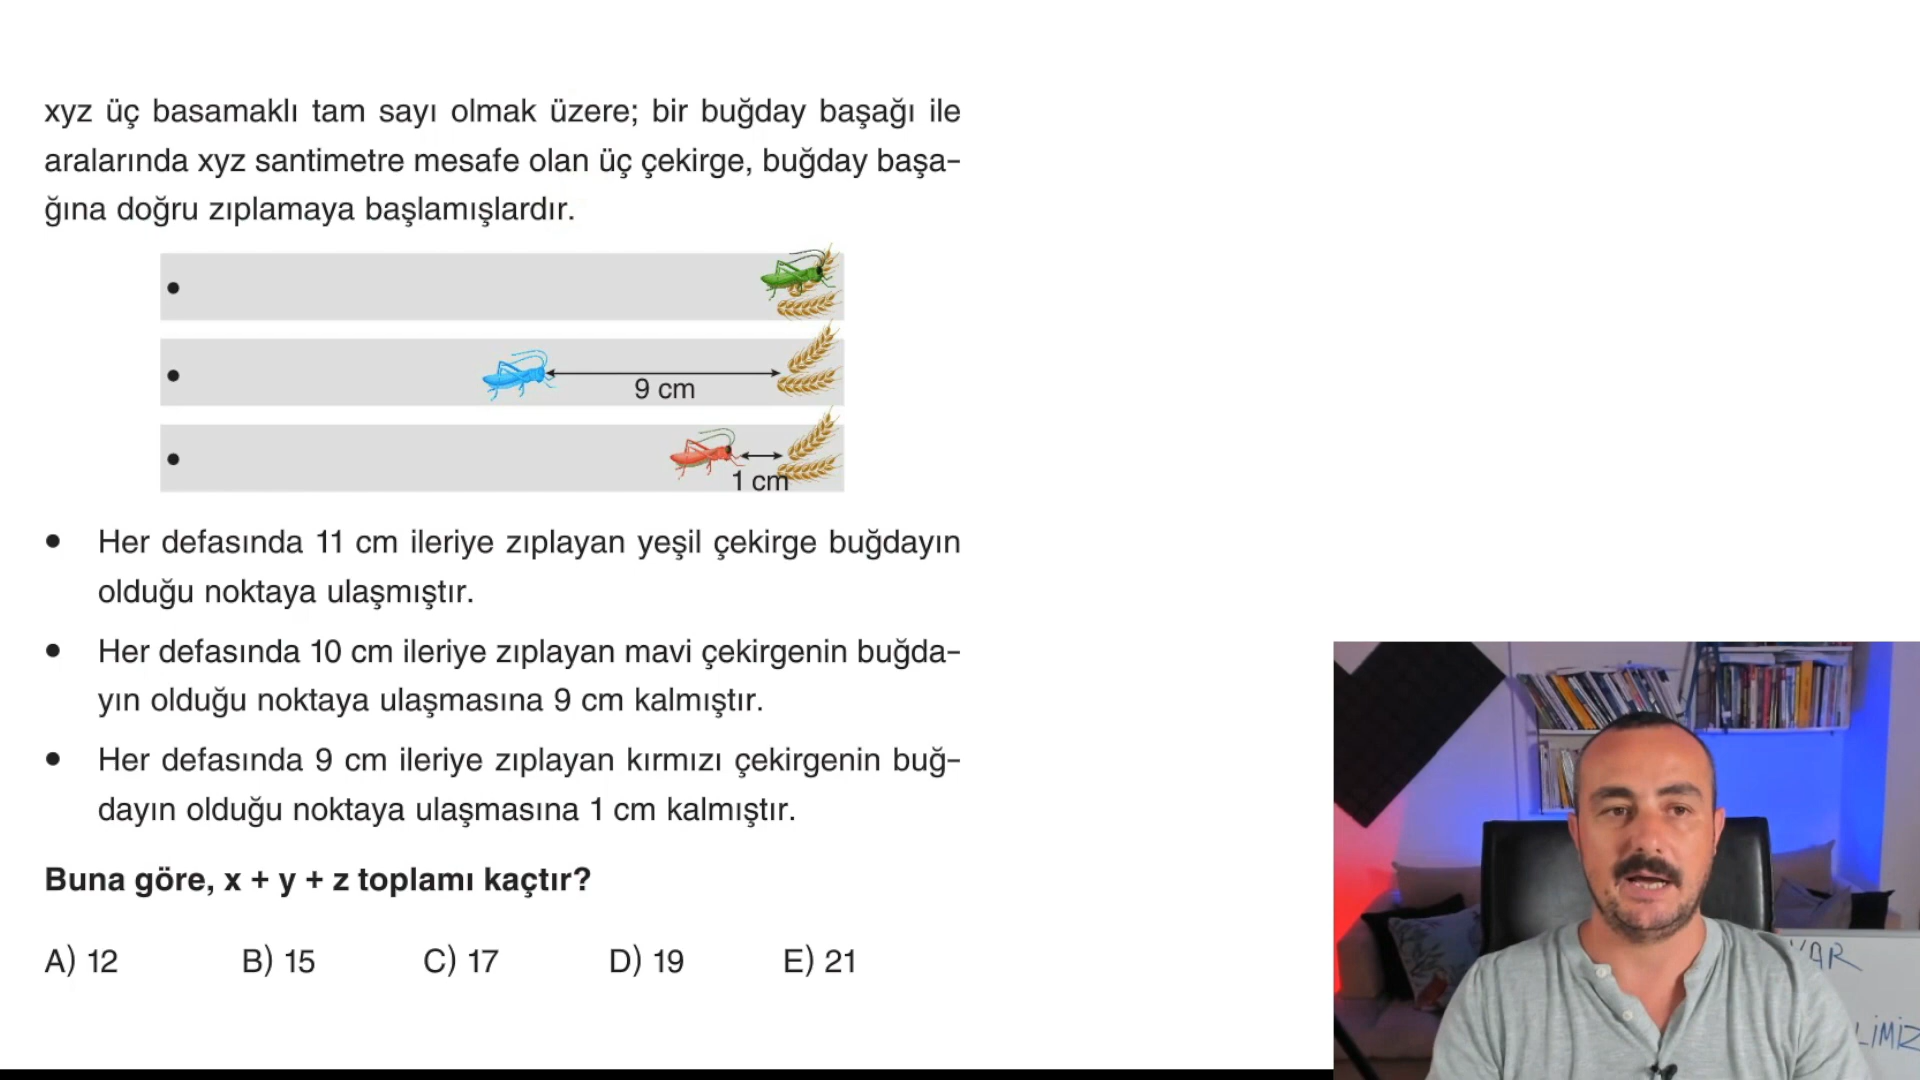 xyz üç basamaklı tam sayı olmak üzere; bir buğday başağı ile
aralarında xyz santimetre mesafe olan üç çekirge, buğday başa-
ğına doğru zıplamaya başlamışlardır.
9 cm
1 cm
• Her defasında 11 cm ileriye zıplayan yeşil çekirge buğdayın
olduğu noktaya ulaşmıştır.
• Her defasında 10 cm ileriye zıplayan mavi çekirgenin buğda-
yın olduğu noktaya ulaşmasına 9 cm kalmıştır.
• Her defasında 9 cm ileriye zıplayan kırmızı çekirgenin buğ-
dayın olduğu noktaya ulaşmasına 1 cm kalmıştır.
Buna göre, x + y + z toplamı kaçtır?
A) 12 B) 15 C) 17 D) 19 E) 21